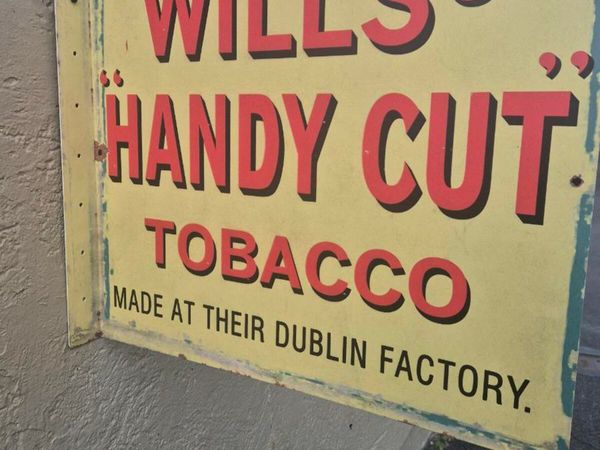 WILLS'
"HANDY CUT"
TOBACCO
MADE AT THEIR DUBLIN FACTORY.